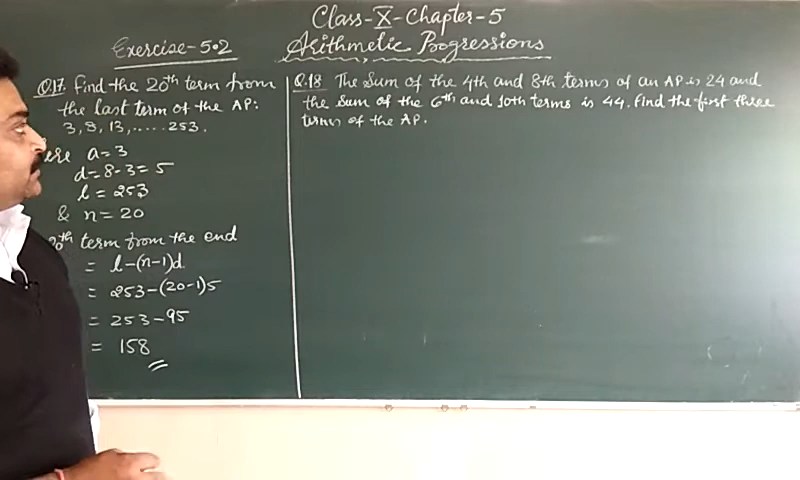 Class-X-Chapter-5
Exercise-5.2 Arithmetic Progressions
Q.17. Find the 20th term from
the last term of the AP:
3, 8, 13, ..... 253.
ere a=3
d=8-3=5
l=253
& n=20
20th term from the end
= l-(n-1)d
= 253-(20-1)5
= 253-95
= 158
Q.18 The Sum of the 4th and 8th terms of an AP is 24 and
the sum of the 6th and 10th terms is 44. Find the first three
terms of the AP.